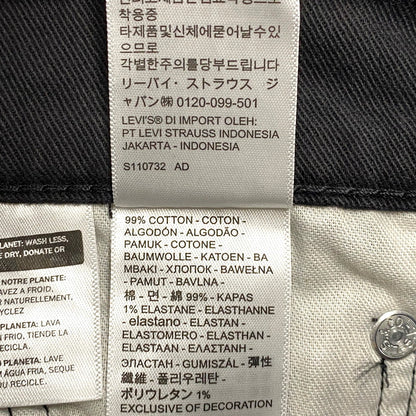 착용중
타제품및신체에묻어날수있
으므로
각별한주의를당부드립니다
リーバイ・ストラウス ジ
ャパン㈱ 0120-099-501
LEVI'S® DI IMPORT OLEH:
PT LEVI STRAUSS INDONESIA
JAKARTA - INDONESIA
S110732 AD
PLANET: WASH LESS,
DRY, DONATE OR
NOTRE PLANETE:
AVEZ A FROID,
NATURELLEMENT,
CYCLEZ
PLANETA: LAVA
FRIO, TIENDE LA
RECICLA.
NOSSO PLANETA:
M ÁGUA FRIA, SEQUE
99% COTTON - COTON -
ALGODÓN - ALGODÃO -
PAMUK - COTONE -
BAUMWOLLE - KATOEN - BA
MBAKI - ХЛОПОК - BAWEŁNA
- PAMUT - BAVLNA -
棉 - 면 - 綿 99% - KAPAS
1% ELASTANE - ELASTHANNE
- elastano - ELASTAN -
ELASTOMERO - ELASTHAN
ELASTAAN - ΕΛΑΣΤΑΝΗ -
ЭЛАСТАН - GUMISZÁL - 彈性
纖維 - 폴리우레탄 -
ポリウレタン 1%
EXCLUSIVE OF DECORATION